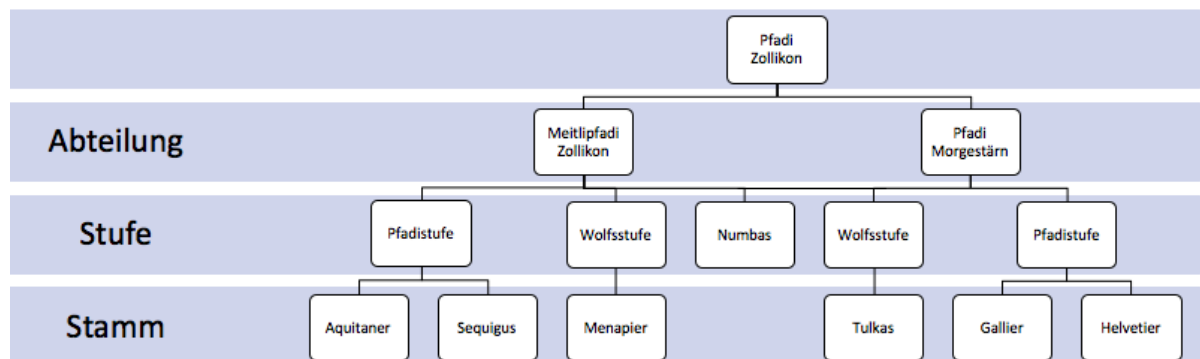 Pfadi
Zollikon
Abteilung
Meitlipfadi
Zollikon
Pfadi
Morgestärn
Stufe
Pfadistufe
Wolfsstufe
Numbas
Wolfsstufe
Pfadistufe
Stamm
Aquitaner
Sequigus
Menapier
Tulkas
Gallier
Helvetier